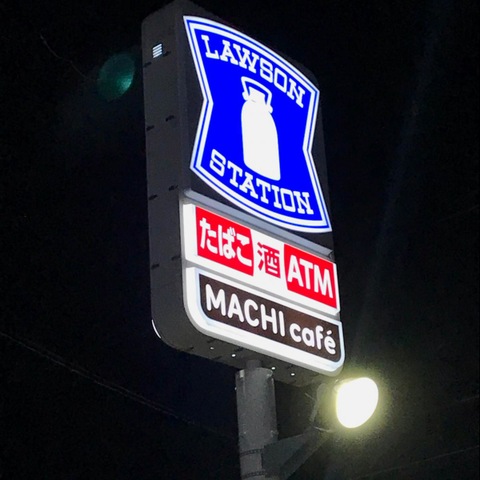 LAWSON
STATION
たばこ 酒 ATM
MACHI café